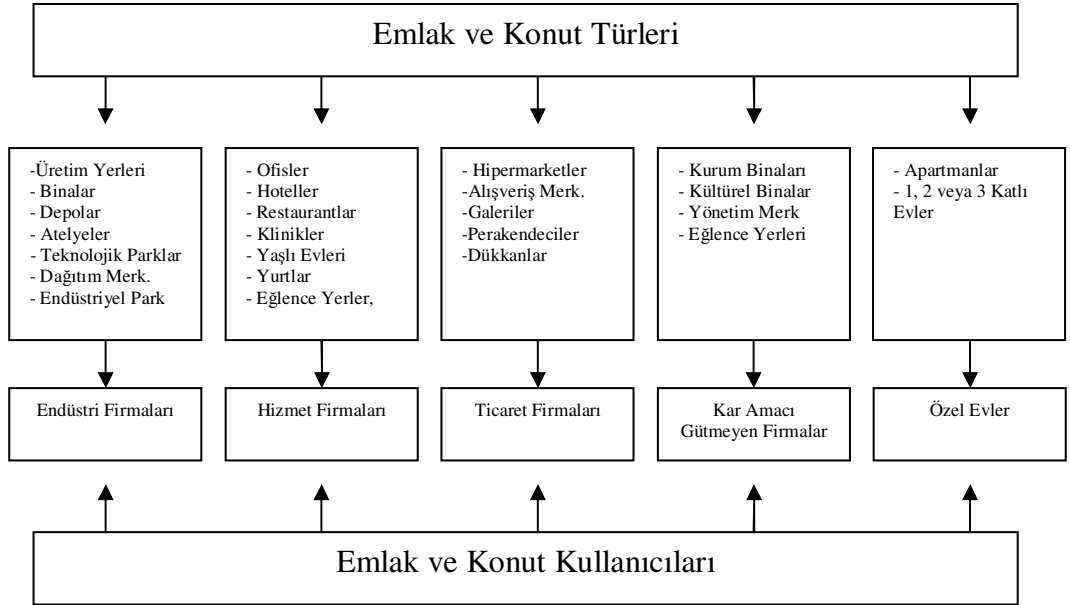 Emlak ve Konut Türleri
-Üretim Yerleri
- Binalar
- Depolar
- Atelyeler
- Teknolojik Parklar
- Dağıtım Merk.
- Endüstriyel Park
- Ofisler
- Hoteller
- Restaurantlar
- Klinikler
- Yaşlı Evleri
- Yurtlar
- Eğlence Yerler,
- Hipermarketler
-Alışveriş Merk.
-Galeriler
-Perakendeciler
-Dükkanlar
- Kurum Binaları
- Kültürel Binalar
- Yönetim Merk
- Eğlence Yerleri
- Apartmanlar
- 1, 2 veya 3 Katlı
Evler
Endüstri Firmaları
Hizmet Firmaları
Ticaret Firmaları
Kar Amacı
Gütmeyen Firmalar
Özel Evler
Emlak ve Konut Kullanıcıları